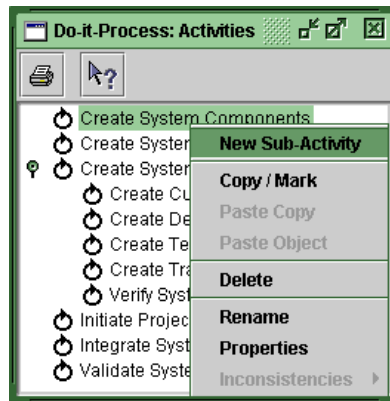 Do-it-Process: Activities
?
Create System Components
Create System
New Sub-Activity
Create System
Copy / Mark
Create Cu
Paste Copy
Create De
Paste Object
Create Te
Create Tra
Delete
Verify Syst
Rename
Initiate Projec
Properties
Integrate Syst
Inconsistencies
Validate Syste